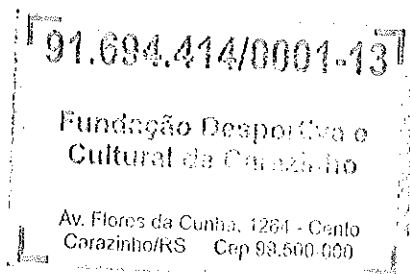 91.694.414/0001-13
Fundação Desportiva e
Cultural de Carazinho
Av. Flores da Cunha, 1264 - Cento
Carazinho/RS Cep 99.500-000